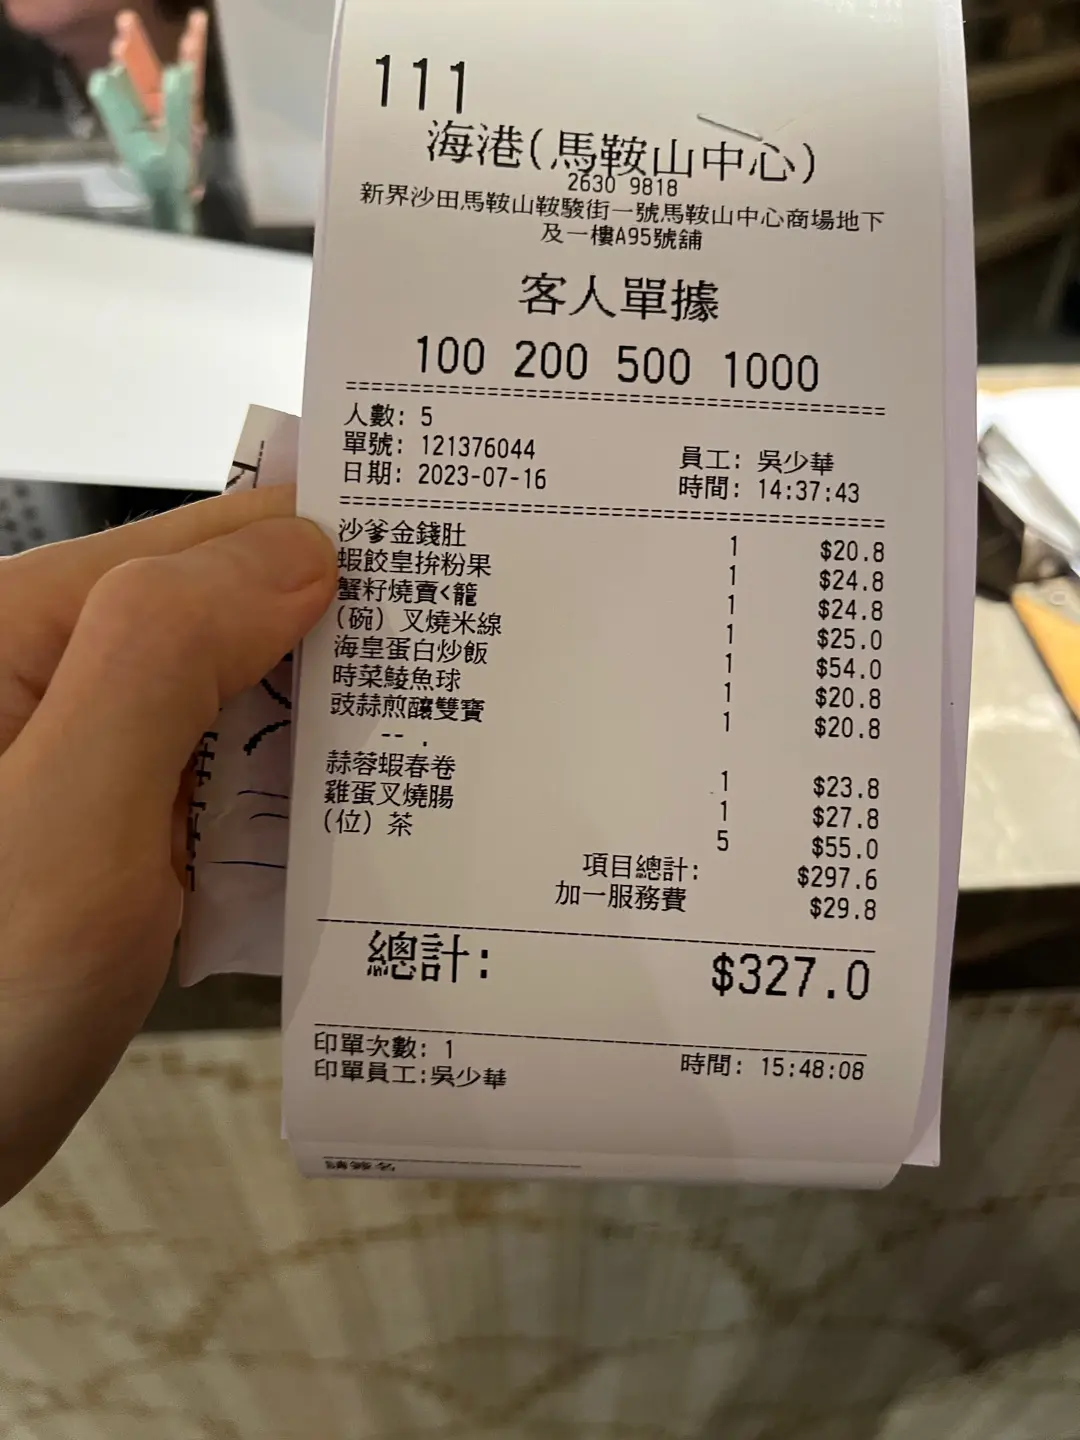 111
海港(馬鞍山中心)
2630 9818
新界沙田馬鞍山鞍駿街一號馬鞍山中心商場地下
及一樓A95號舖
客人單據
100 200 500 1000
人數: 5
單號: 121376044 員工: 吳少華
日期: 2023-07-16 時間: 14:37:43
沙爹金錢肚 1 $20.8
蝦餃皇拚粉果 1 $24.8
蟹籽燒賣<籠 1 $24.8
(碗) 叉燒米線 1 $25.0
海皇蛋白炒飯 1 $54.0
時菜鯪魚球 1 $20.8
豉蒜煎釀雙寶 1 $20.8
-- .
蒜蓉蝦春卷 1 $23.8
雞蛋叉燒腸 1 $27.8
(位) 茶 5 $55.0
項目總計: $297.6
加一服務費 $29.8
總計: $327.0
印單次數: 1 時間: 15:48:08
印單員工:吳少華